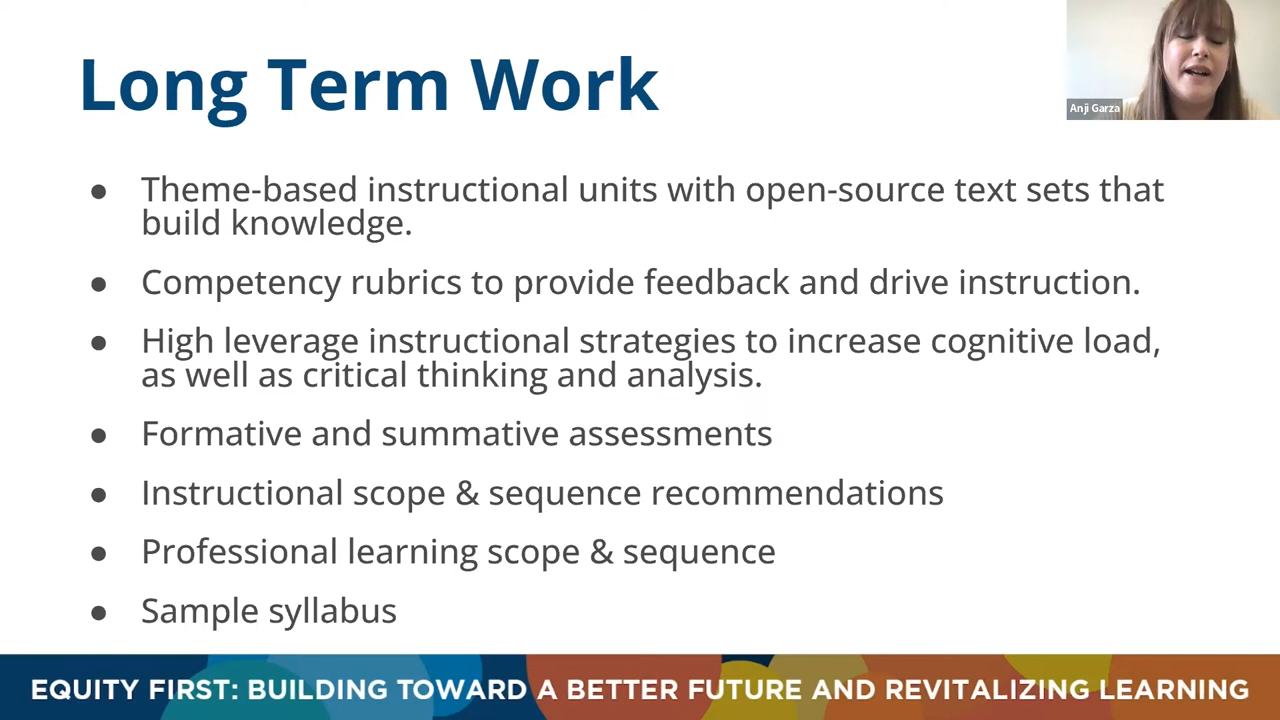 Long Term Work
Anji Garza
● Theme-based instructional units with open-source text sets that
build knowledge.
● Competency rubrics to provide feedback and drive instruction.
● High leverage instructional strategies to increase cognitive load,
as well as critical thinking and analysis.
● Formative and summative assessments
● Instructional scope & sequence recommendations
● Professional learning scope & sequence
● Sample syllabus
EQUITY FIRST: BUILDING TOWARD A BETTER FUTURE AND REVITALIZING LEARNING